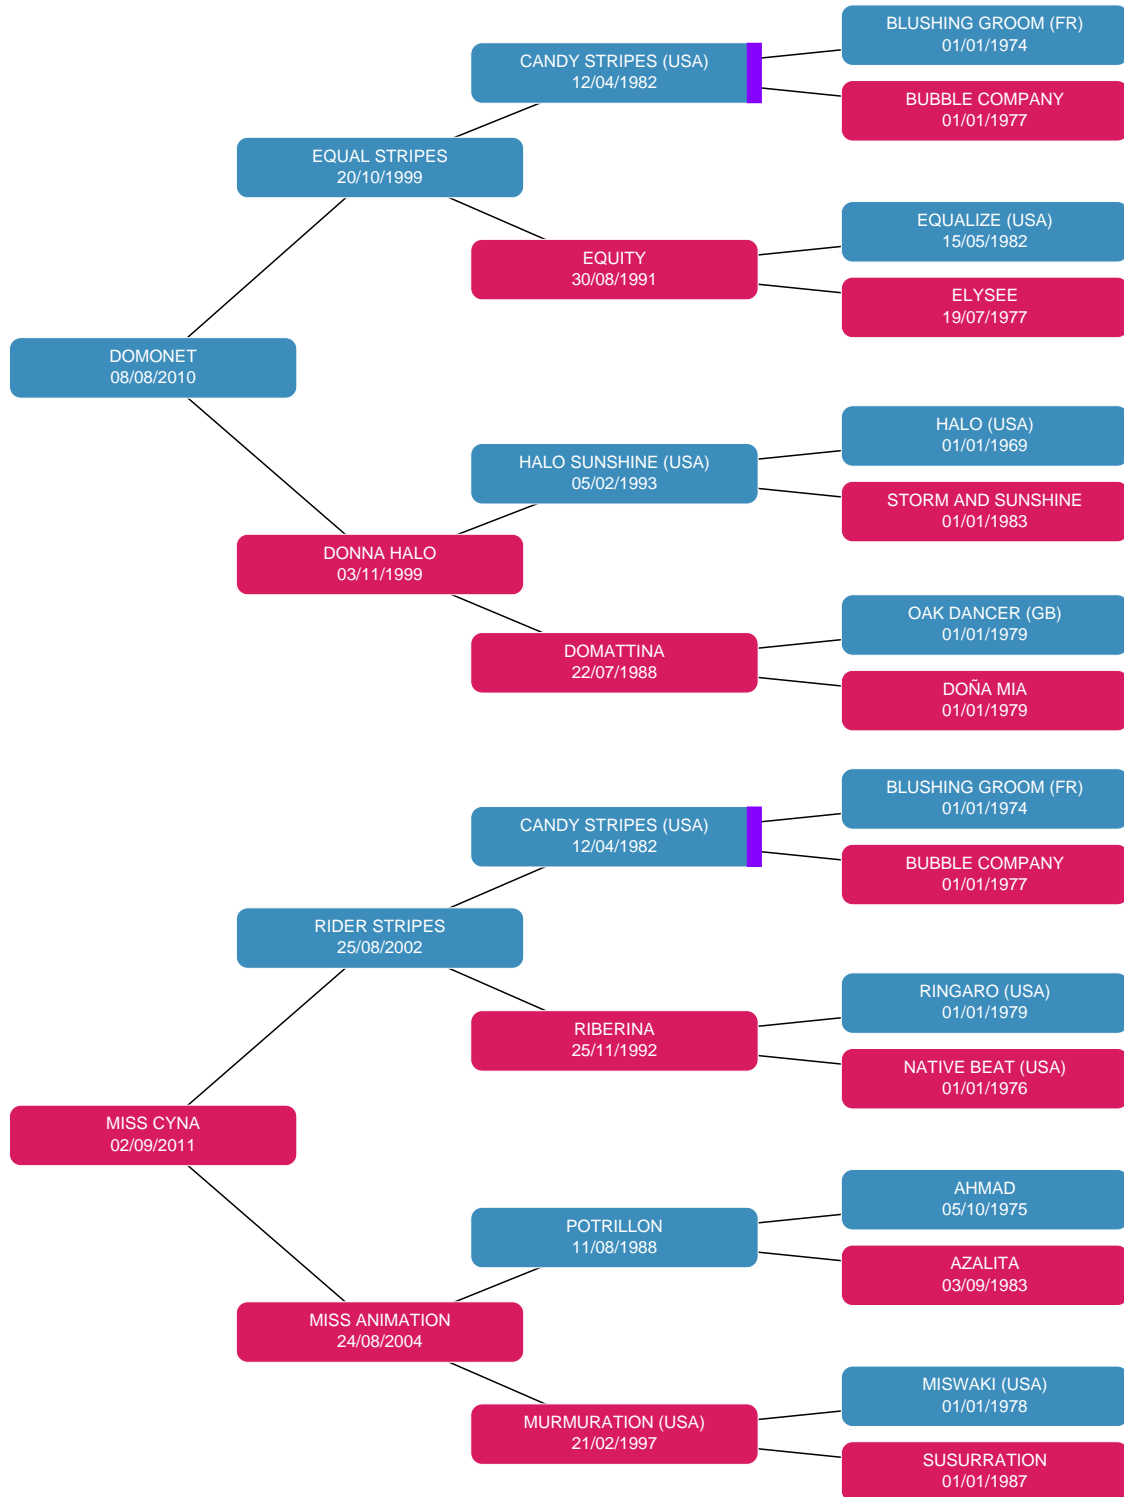 BLUSHING GROOM (FR)
01/01/1974
CANDY STRIPES (USA)
12/04/1982
BUBBLE COMPANY
01/01/1977
EQUAL STRIPES
20/10/1999
EQUALIZE (USA)
15/05/1982
EQUITY
30/08/1991
ELYSEE
19/07/1977
DOMONET
08/08/2010
HALO (USA)
01/01/1969
HALO SUNSHINE (USA)
05/02/1993
STORM AND SUNSHINE
01/01/1983
DONNA HALO
03/11/1999
OAK DANCER (GB)
01/01/1979
DOMATTINA
22/07/1988
DOÑA MIA
01/01/1979
BLUSHING GROOM (FR)
01/01/1974
CANDY STRIPES (USA)
12/04/1982
BUBBLE COMPANY
01/01/1977
RIDER STRIPES
25/08/2002
RINGARO (USA)
01/01/1979
RIBERINA
25/11/1992
NATIVE BEAT (USA)
01/01/1976
MISS CYNA
02/09/2011
AHMAD
05/10/1975
POTRILLON
11/08/1988
AZALITA
03/09/1983
MISS ANIMATION
24/08/2004
MISWAKI (USA)
01/01/1978
MURMURATION (USA)
21/02/1997
SUSURRATION
01/01/1987